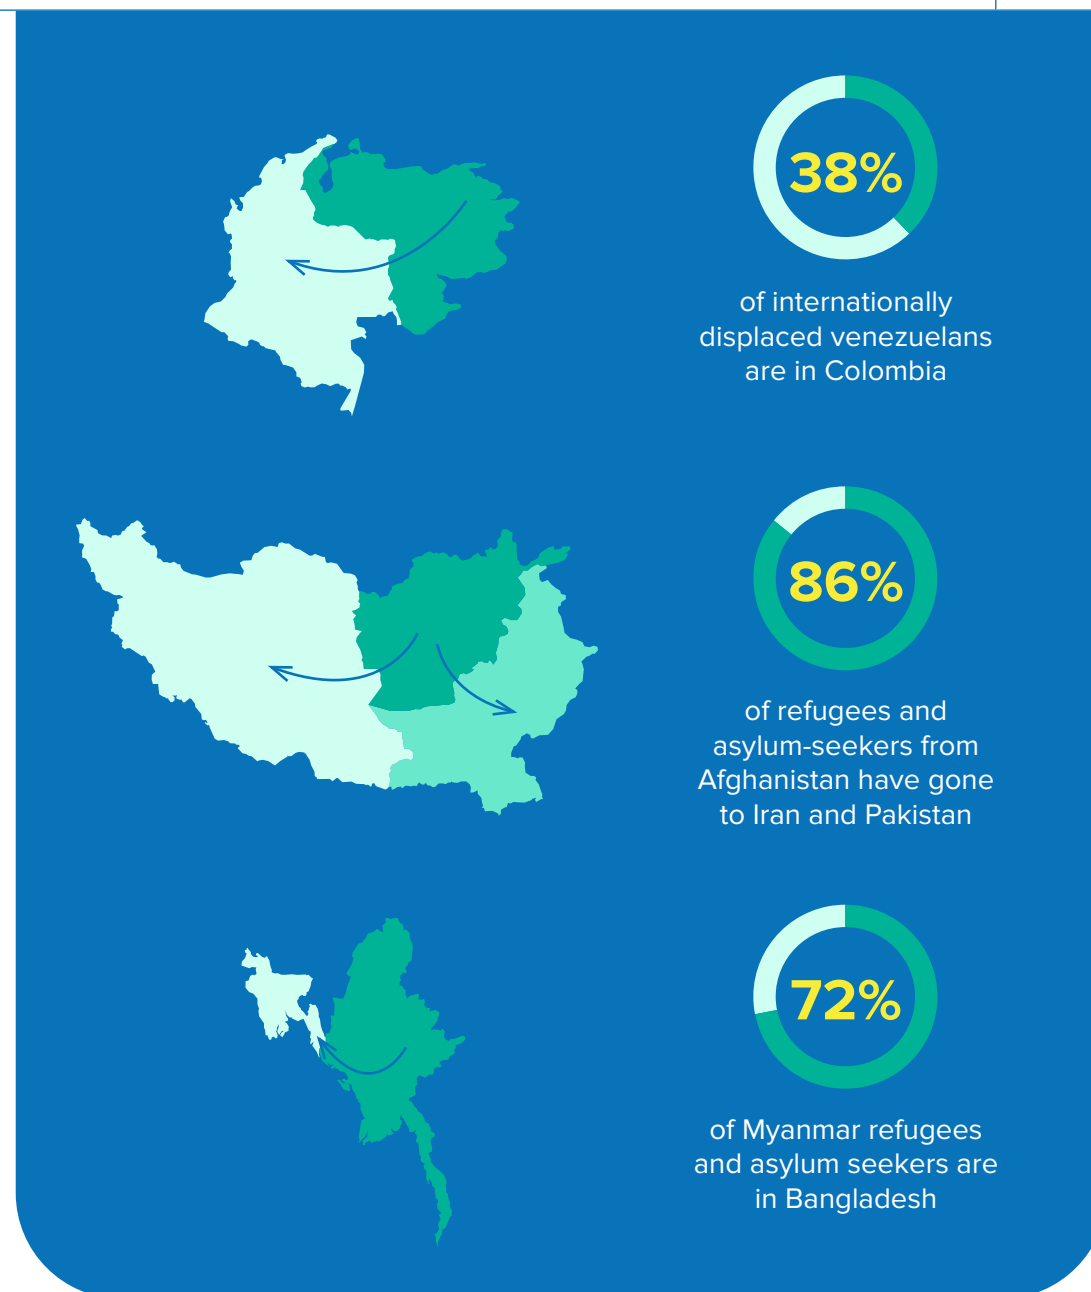 38%
of internationally
displaced venezuelans
are in Colombia
86%
of refugees and
asylum-seekers from
Afghanistan have gone
to Iran and Pakistan
72%
of Myanmar refugees
and asylum seekers are
in Bangladesh